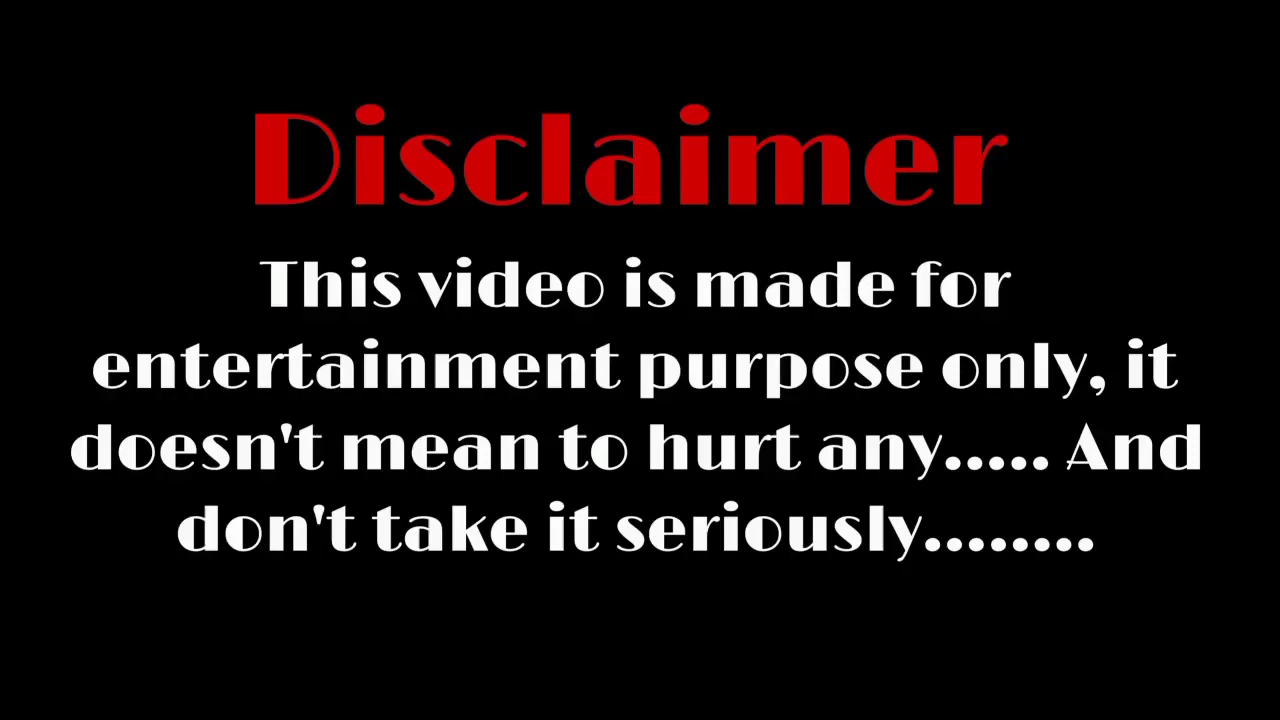 Disclaimer
This video is made for
entertainment purpose only, it
doesn't mean to hurt any..... And
don't take it seriously........